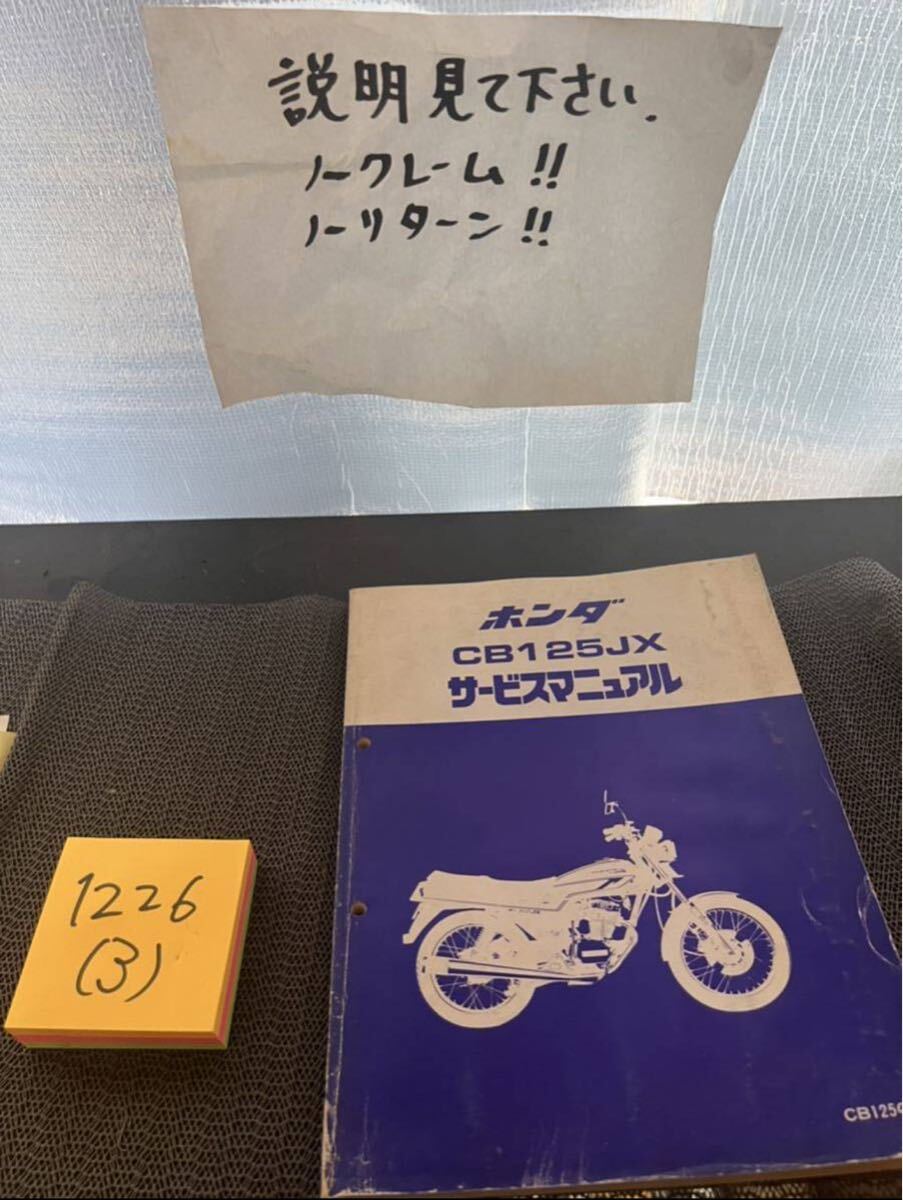 説明見て下さい.
ノークレーム!!
ノーリターン!!
ホンダ
CB125JX
サービスマニュアル
1226
(3)